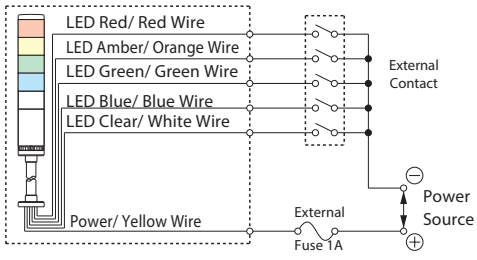 LED Red/ Red Wire
LED Amber/ Orange Wire
LED Green/ Green Wire
LED Blue/ Blue Wire
LED Clear/ White Wire
External
Contact
Power
Source
Power/ Yellow Wire
External
Fuse 1A